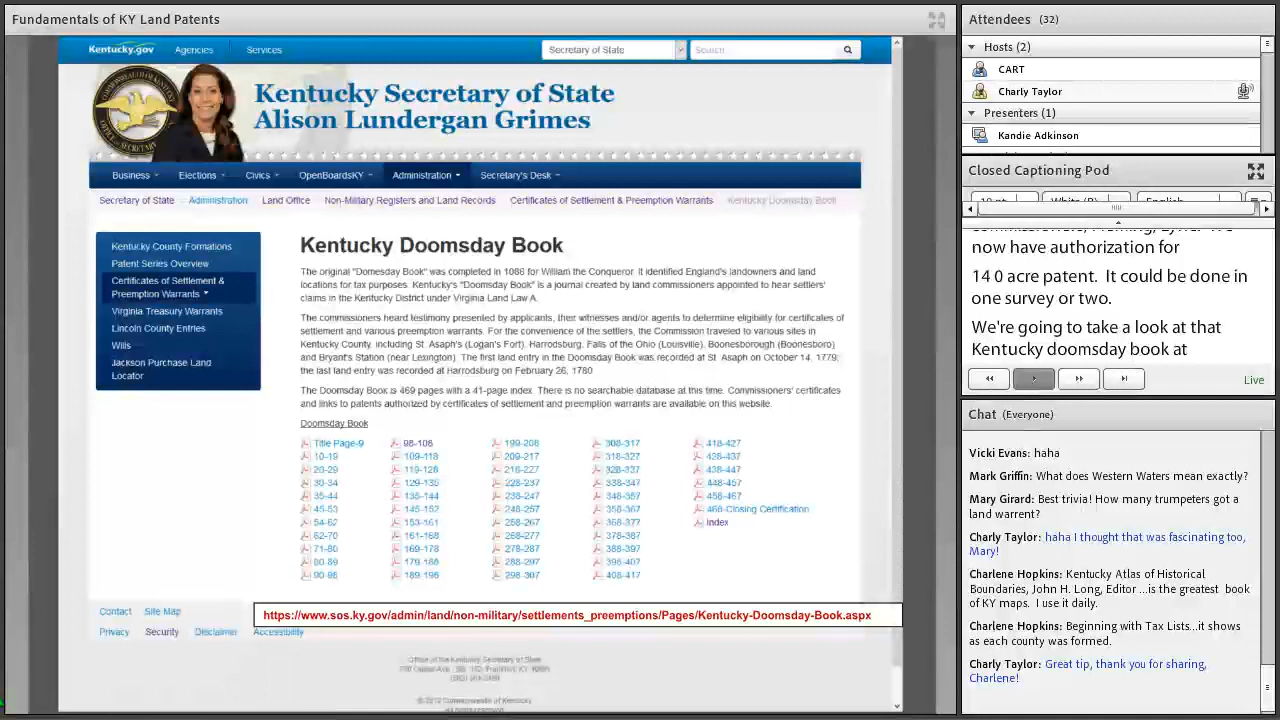 Fundamentals of KY Land Patents
Kentucky.gov Agencies Services Secretary of State Search
Kentucky Secretary of State
Alison Lundergan Grimes
Business Elections Civics OpenBoardsKY Administration Secretary's Desk
Secretary of State Administration Land Office Non-Military Registers and Land Records Certificates of Settlement & Preemption Warrants Kentucky Doomsday Book
Kentucky County Formations
Patent Series Overview
Certificates of Settlement &
Preemption Warrants
Virginia Treasury Warrants
Lincoln County Entries
Wills
Jackson Purchase Land
Locator
Kentucky Doomsday Book
The original "Domesday Book" was completed in 1086 for William the Conqueror. It identified England's landowners and land
locations for tax purposes. Kentucky's "Doomsday Book" is a journal created by land commissioners appointed to hear settlers'
claims in the Kentucky District under Virginia Land Law A.
The commissioners heard testimony presented by applicants, their witnesses and/or agents to determine eligibility for certificates of
settlement and various preemption warrants. For the convenience of the settlers, the Commission traveled to various sites in
Kentucky County, including St. Asaph's (Logan's Fort), Harrodsburg, Falls of the Ohio (Louisville), Boonesborough (Boonesboro)
and Bryant's Station (near Lexington). The first land entry in the Doomsday Book was recorded at St. Asaph on October 14, 1779;
the last land entry was recorded at Harrodsburg on February 26, 1780
The Doomsday Book is 469 pages with a 41-page index. There is no searchable database at this time. Commissioners' certificates
and links to patents authorized by certificates of settlement and preemption warrants are available on this website.
Doomsday Book
Title Page-9 98-108 199-208 308-317 418-427
10-19 109-118 209-217 318-327 428-437
20-29 119-128 218-227 328-337 438-447
30-34 129-135 228-237 338-347 448-457
35-44 136-144 238-247 348-357 458-467
45-53 145-152 248-257 358-367 468-Closing Certification
54-62 153-161 258-267 368-377 Index
62-70 161-168 268-277 378-387
71-80 169-178 278-287 388-397
80-89 179-188 288-297 398-407
90-98 189-198 298-307 408-417
Contact Site Map
https://www.sos.ky.gov/admin/land/non-military/settlements_preemptions/Pages/Kentucky-Doomsday-Book.aspx
Privacy Security Disclaimer Accessibility
Office of the Kentucky Secretary of State
© 2019 Commonwealth of Kentucky
Attendees (32)
Hosts (2)
CART
Charly Taylor
Presenters (1)
Kandie Adkinson
Closed Captioning Pod
English
now have authorization for
140 acre patent. It could be done in
one survey or two.
We're going to take a look at that
Kentucky doomsday book at
Live
Chat (Everyone)
Vicki Evans: haha
Mark Griffin: What does Western Waters mean exactly?
Mary Girard: Best trivia! How many trumpeters got a
land warrent?
Charly Taylor: haha I thought that was fascinating too,
Mary!
Charlene Hopkins: Kentucky Atlas of Historical
Boundaries, John H. Long, Editor ...is the greatest book
of KY maps. I use it daily.
Charlene Hopkins: Beginning with Tax Lists..it shows
as each county was formed.
Charly Taylor: Great tip, thank you for sharing,
Charlene!